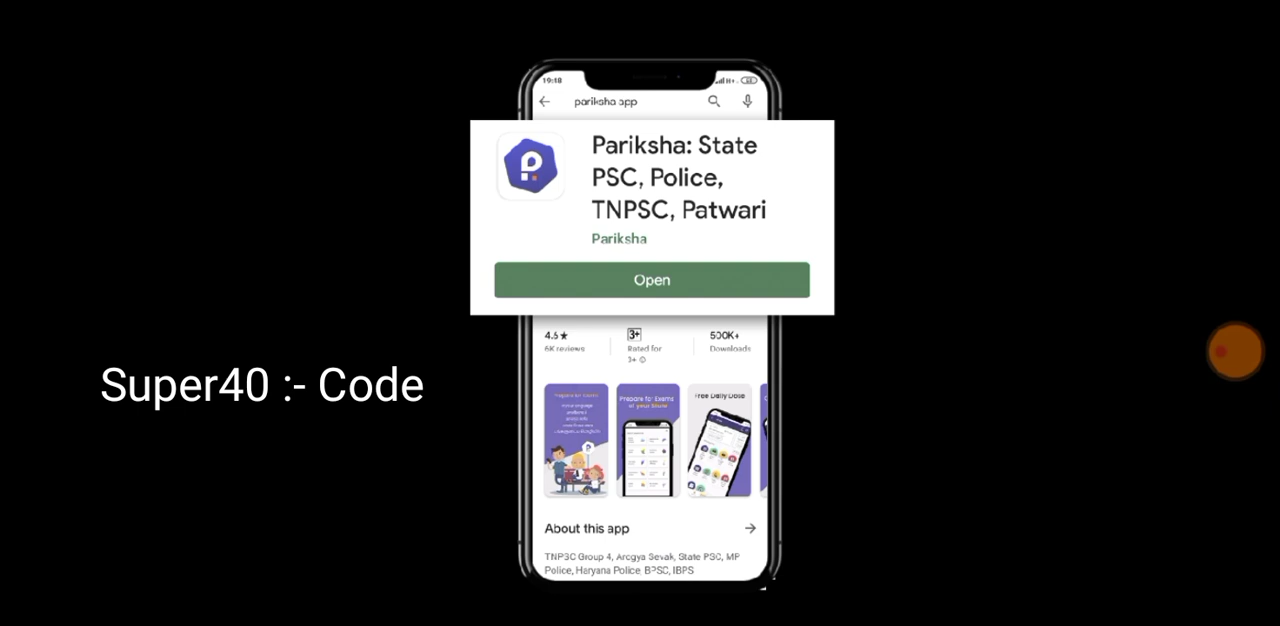 19:18
pariksha app
Pariksha: State
PSC, Police,
TNPSC, Patwari
Pariksha
Open
4.5★ 3+ 500K+
6K reviews Rated for Downloads
3+
Super40 :- Code
Prepare for Exams
of your State
Free Daily Dose
About this app
TNPSC Group 4, Arogya Sevak, State PSC, MP
Police, Haryana Police, BPSC, IBPS